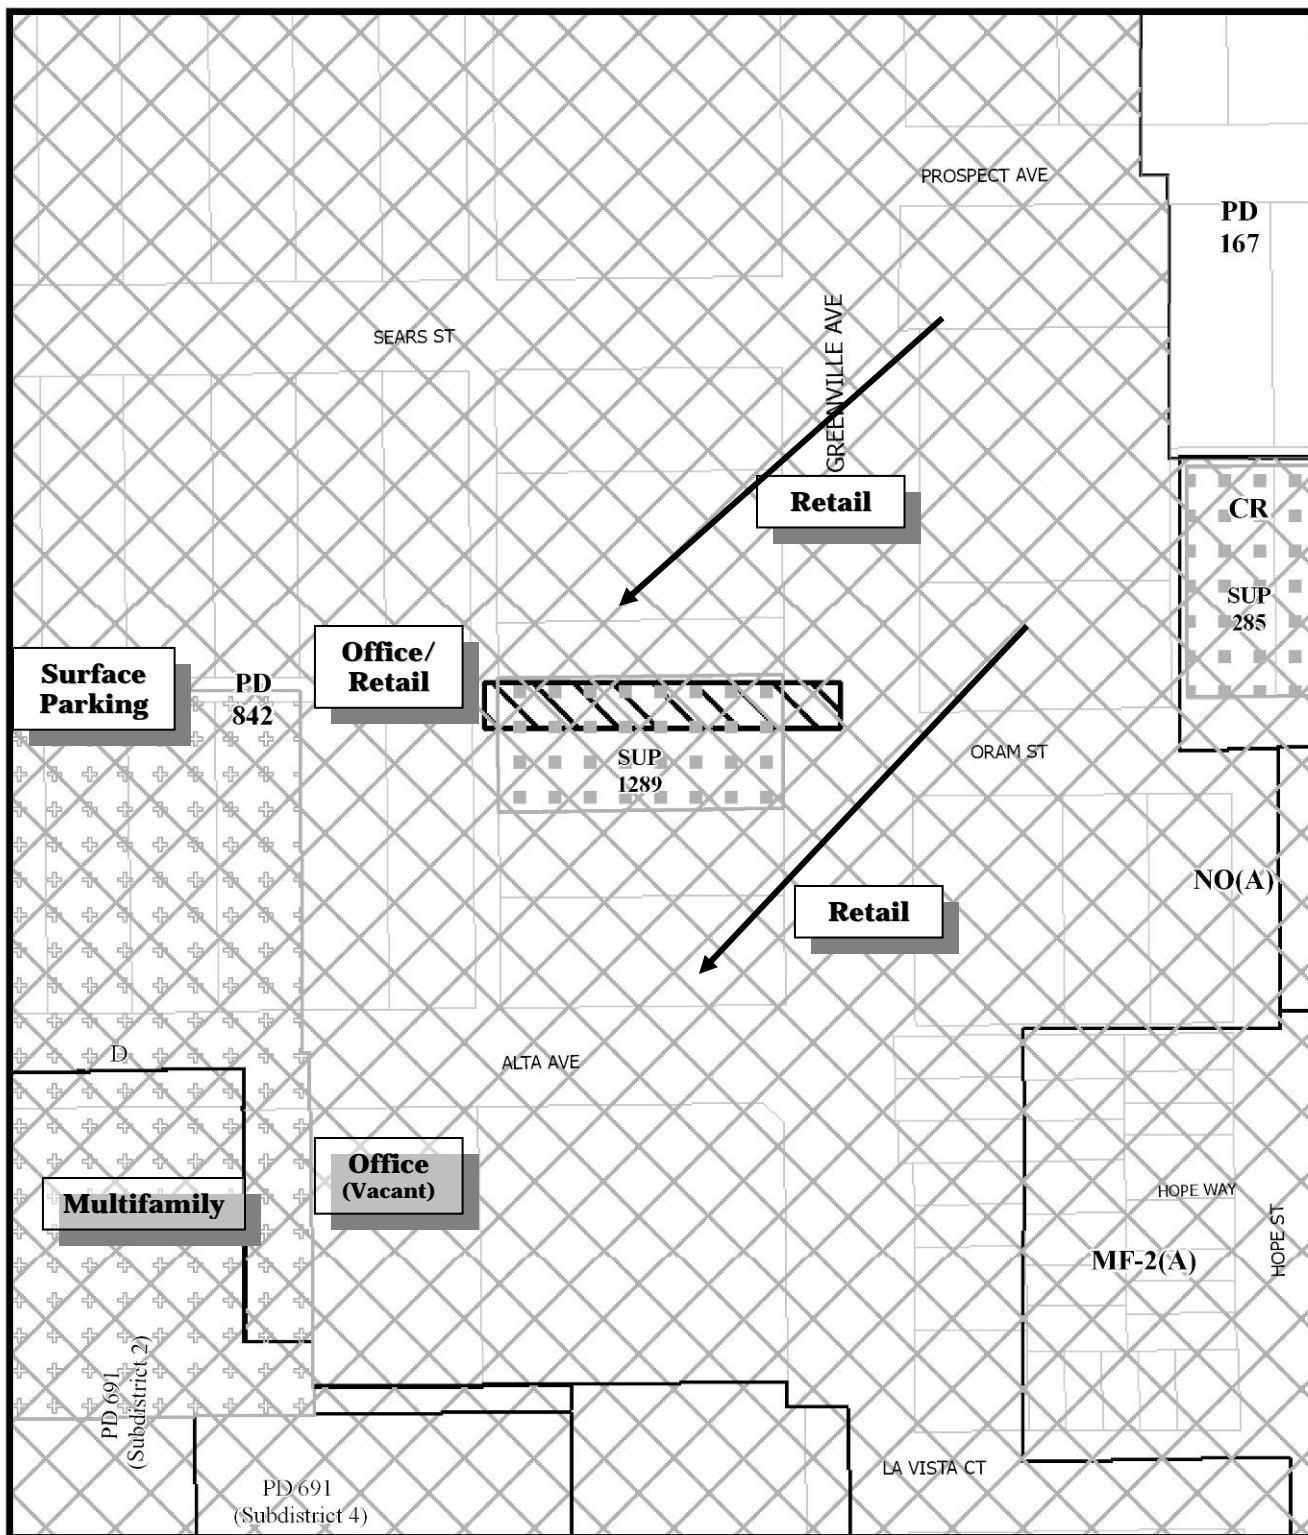 PROSPECT AVE
PD
167
SEARS ST
GREENVILLE AVE
Retail
CR
SUP
285
Office/
Retail
Surface
Parking
PD
842
SUP
1289
ORAM ST
NO(A)
Retail
D
ALTA AVE
Office
(Vacant)
Multifamily
HOPE WAY
HOPE ST
MF-2(A)
PD 691
(Subdistrict 2)
LA VISTA CT
PD 691
(Subdistrict 4)